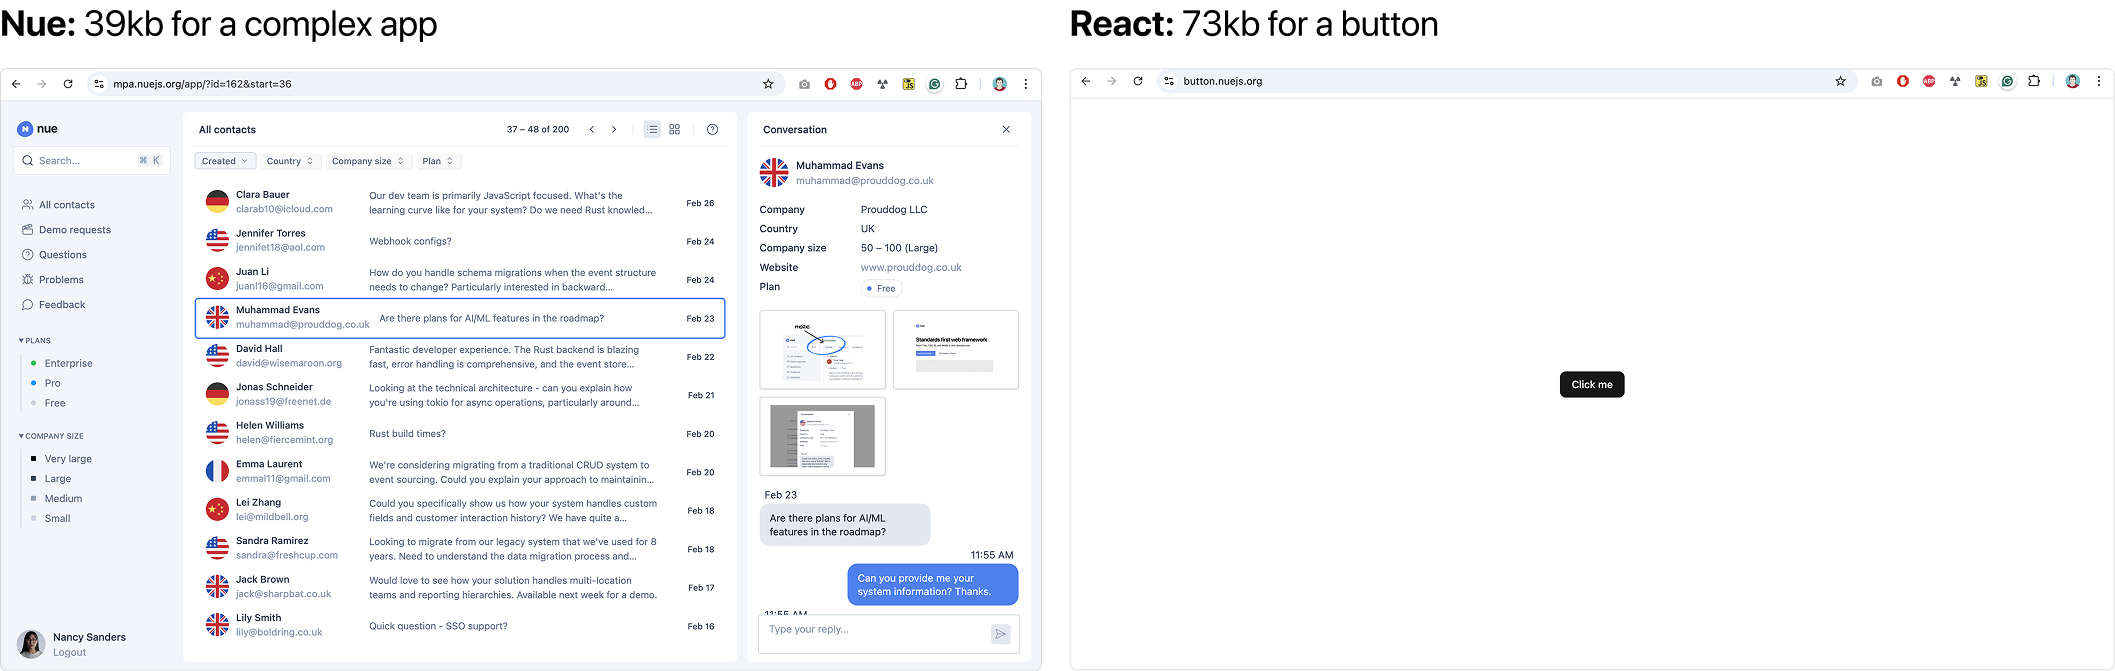 Nue: 39kb for a complex app
React: 73kb for a button
mpa.nuejs.org/app/?id=162&start=36
nue
Search...
⌘ K
All contacts
Demo requests
Questions
Problems
Feedback
PLANS
Enterprise
Pro
Free
COMPANY SIZE
Very large
Large
Medium
Small
Nancy Sanders
Logout
All contacts
37 – 48 of 200
Created
Country
Company size
Plan
Clara Bauer
clarab10@icloud.com
Our dev team is primarily JavaScript focused. What's the
learning curve like for your system? Do we need Rust knowled...
Feb 26
Jennifer Torres
jennifet18@aol.com
Webhook configs?
Feb 24
Juan Li
juanl16@gmail.com
How do you handle schema migrations when the event structure
needs to change? Particularly interested in backward...
Feb 24
Muhammad Evans
muhammad@prouddog.co.uk
Are there plans for AI/ML features in the roadmap?
Feb 23
David Hall
david@wisemaroon.org
Fantastic developer experience. The Rust backend is blazing
fast, error handling is comprehensive, and the event store...
Feb 22
Jonas Schneider
jonass19@freenet.de
Looking at the technical architecture - can you explain how
you're using tokio for async operations, particularly around...
Feb 21
Helen Williams
helen@fiercemint.org
Rust build times?
Feb 20
Emma Laurent
emmal11@gmail.com
We're considering migrating from a traditional CRUD system to
event sourcing. Could you explain your approach to maintainin...
Feb 20
Lei Zhang
lei@mildbell.org
Could you specifically show us how your system handles custom
fields and customer interaction history? We have quite a...
Feb 18
Sandra Ramirez
sandra@freshcup.com
Looking to migrate from our legacy system that we've used for 8
years. Need to understand the data migration process and...
Feb 18
Jack Brown
jack@sharpbat.co.uk
Would love to see how your solution handles multi-location
teams and reporting hierarchies. Available next week for a demo.
Feb 17
Lily Smith
lily@boldring.co.uk
Quick question - SSO support?
Feb 16
Conversation
Muhammad Evans
muhammad@prouddog.co.uk
Company Prouddog LLC
Country UK
Company size 50 – 100 (Large)
Website www.prouddog.co.uk
Plan Free
Standards first web framework
Feb 23
Are there plans for AI/ML
features in the roadmap?
11:55 AM
Can you provide me your
system information? Thanks.
11:55 AM
Type your reply...
button.nuejs.org
Click me